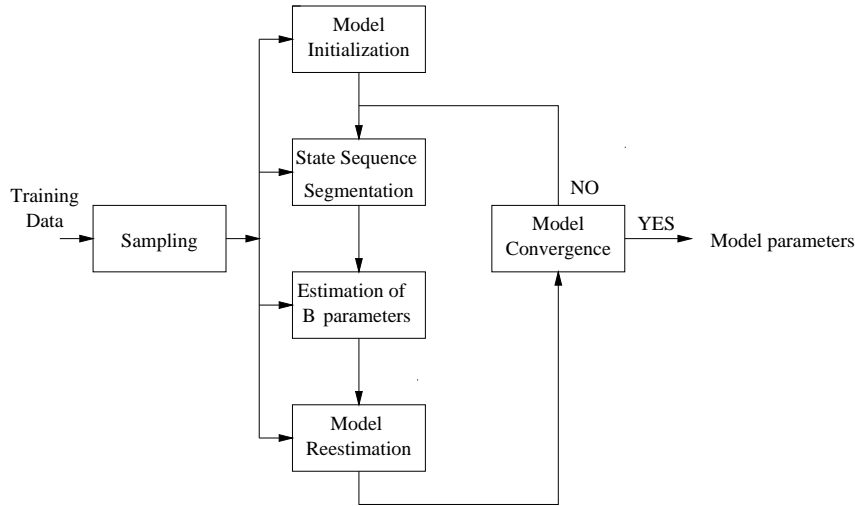 Model
Initialization
State Sequence
Segmentation
Training
Data
Sampling
NO
Model
Convergence
YES
Model parameters
Estimation of
B parameters
Model
Reestimation